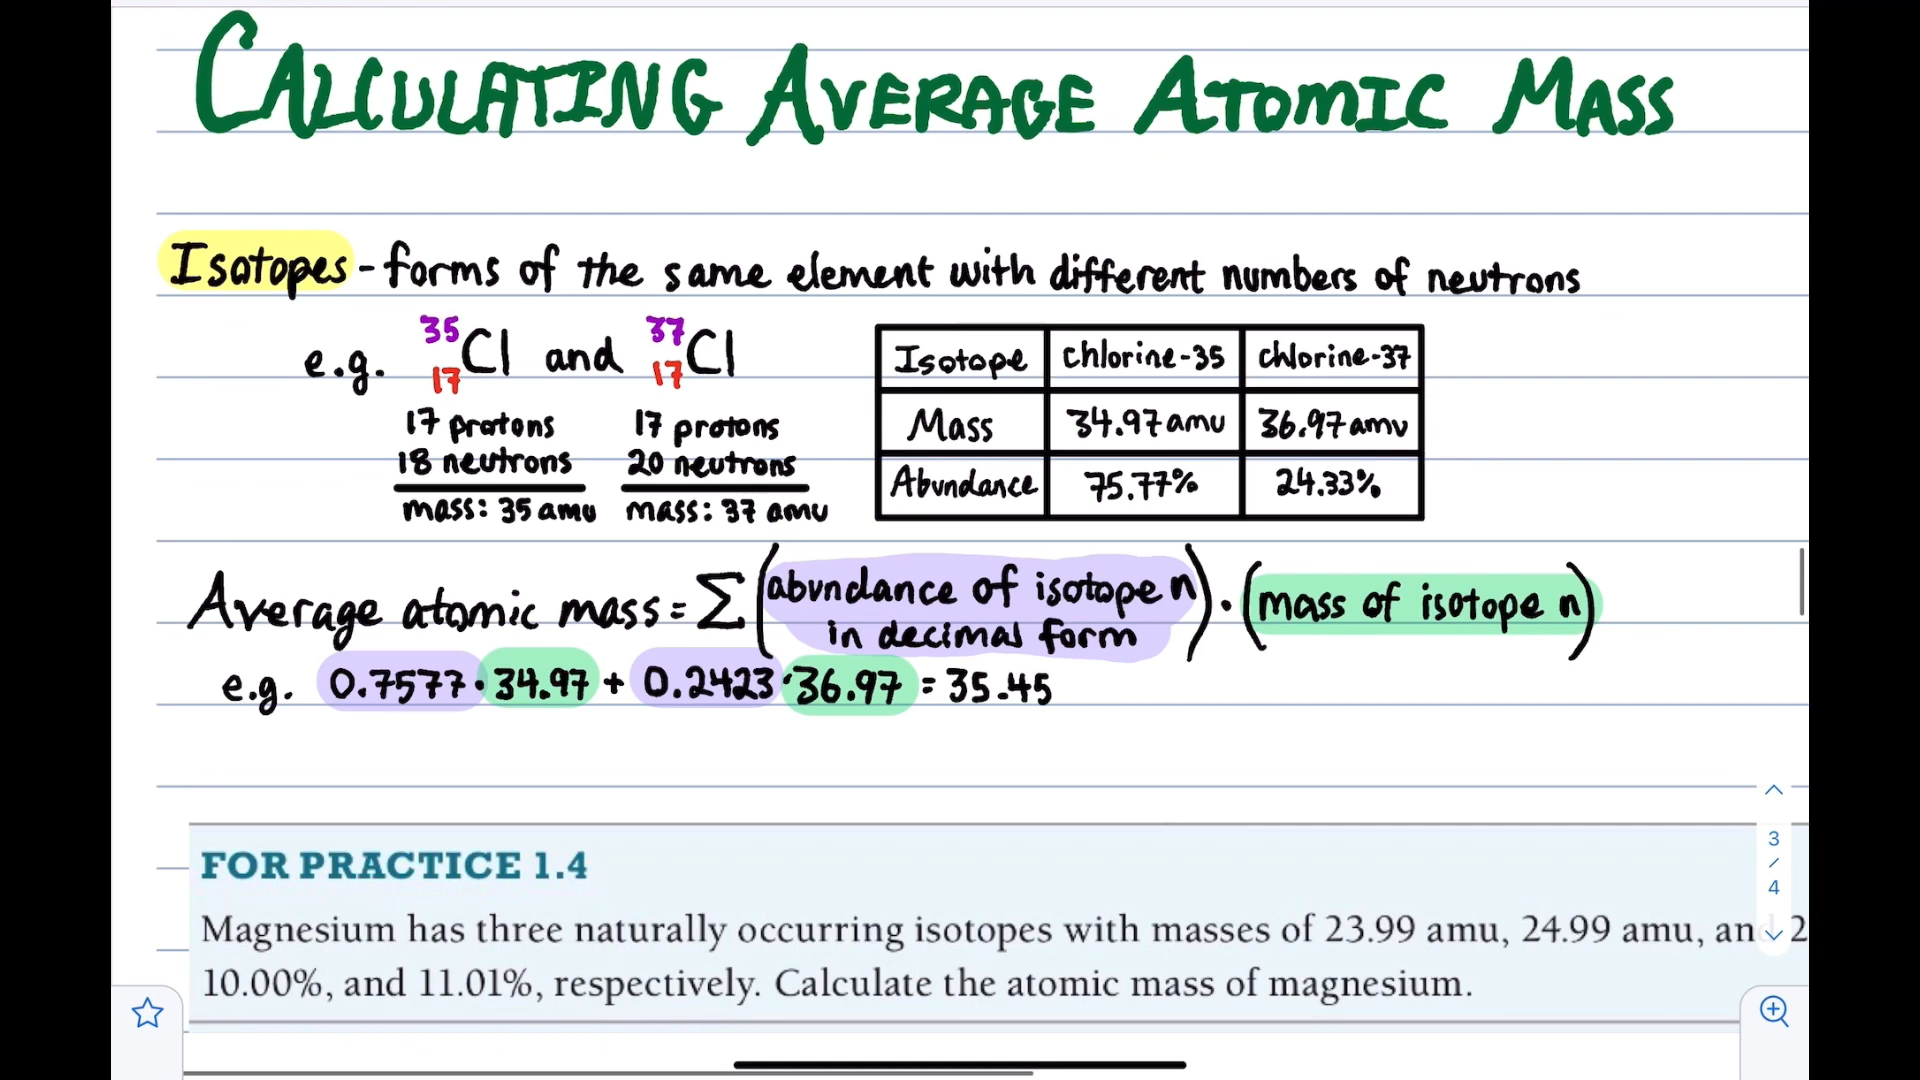 CALCULATING AVERAGE ATOMIC MASS
Isotopes - forms of the same element with different numbers of neutrons
e.g. 35 17 Cl and 37 17 Cl
17 protons 17 protons
18 neutrons 20 neutrons
mass: 35 amu mass: 37 amu
Isotope chlorine-35 chlorine-37
Mass 34.97 amu 36.97 amu
Abundance 75.77% 24.33%
Average atomic mass = Σ (abundance of isotope n in decimal form) · (mass of isotope n)
e.g. 0.7577 · 34.97 + 0.2423 · 36.97 = 35.45
FOR PRACTICE 1.4
Magnesium has three naturally occurring isotopes with masses of 23.99 amu, 24.99 amu, and 2
10.00%, and 11.01%, respectively. Calculate the atomic mass of magnesium.
3
/
4